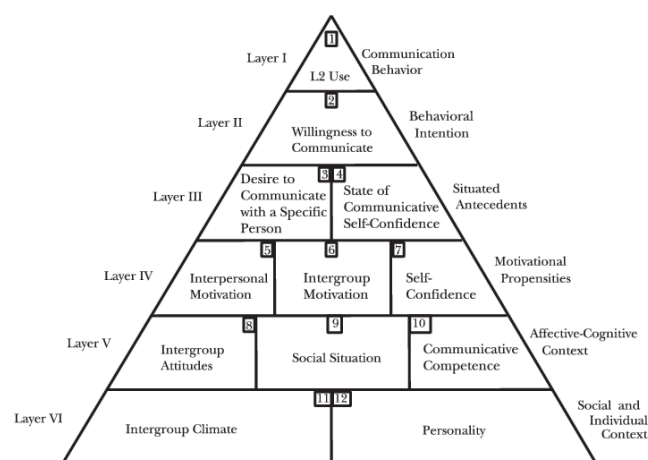 1
Layer I
L2 Use
Communication
Behavior
2
Layer II
Willingness to
Communicate
Behavioral
Intention
3 4
Layer III
Desire to
Communicate
with a Specific
Person
State of
Communicative
Self-Confidence
Situated
Antecedents
5 6 7
Layer IV
Interpersonal
Motivation
Intergroup
Motivation
Self-
Confidence
Motivational
Propensities
8 9 10
Layer V
Intergroup
Attitudes
Social Situation
Communicative
Competence
Affective-Cognitive
Context
11 12
Layer VI
Intergroup Climate
Personality
Social and
Individual
Context